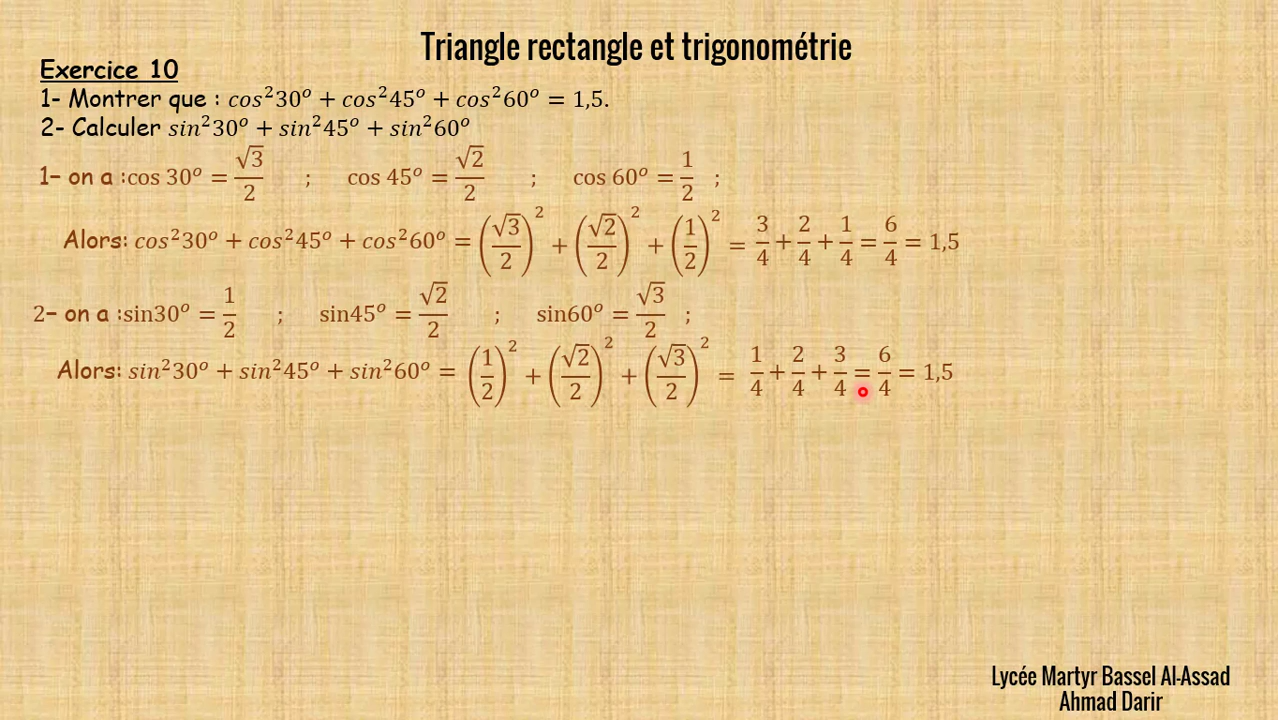 Triangle rectangle et trigonométrie
Exercice 10
1- Montrer que : cos²30° + cos²45° + cos²60° = 1,5.
2- Calculer sin²30° + sin²45° + sin²60°
1– on a :cos 30° = √3/2 ; cos 45° = √2/2 ; cos 60° = 1/2 ;
Alors: cos²30° + cos²45° + cos²60° = (√3/2)² + (√2/2)² + (1/2)² = 3/4 + 2/4 + 1/4 = 6/4 = 1,5
2– on a :sin30° = 1/2 ; sin45° = √2/2 ; sin60° = √3/2 ;
Alors: sin²30° + sin²45° + sin²60° = (1/2)² + (√2/2)² + (√3/2)² = 1/4 + 2/4 + 3/4 = 6/4 = 1,5
Lycée Martyr Bassel Al-Assad
Ahmad Darir